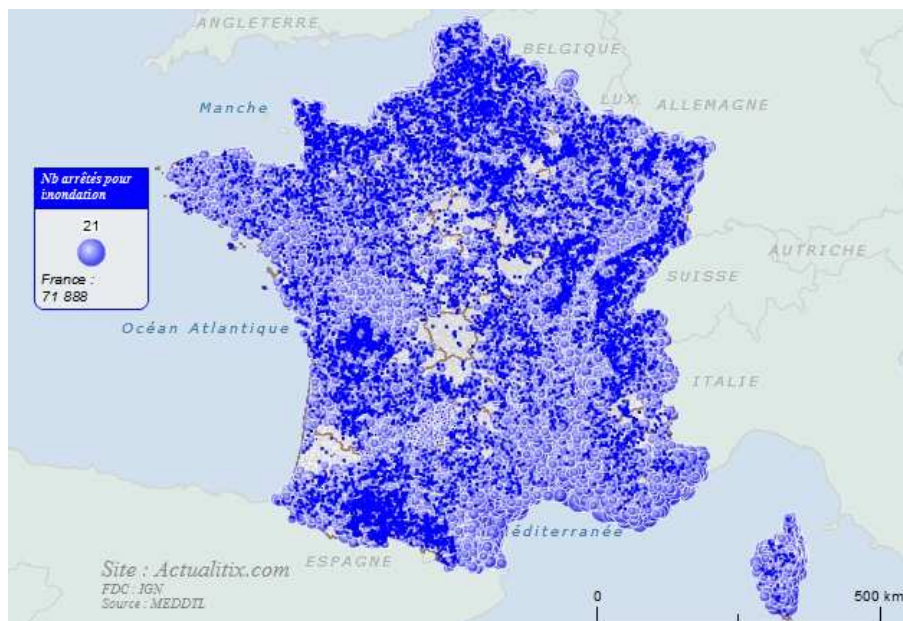 ANGLETERRE
BELGIQUE
LUX
ALLEMAGNE
Manche
Nb arrêtés pour
inondation
21
France :
71 888
AUTRICHE
SUISSE
Océan Atlantique
ITALIE
Méditerranée
ESPAGNE
Site : Actualitix.com
FDC : IGN
Source : MEDDTL
0
500 km